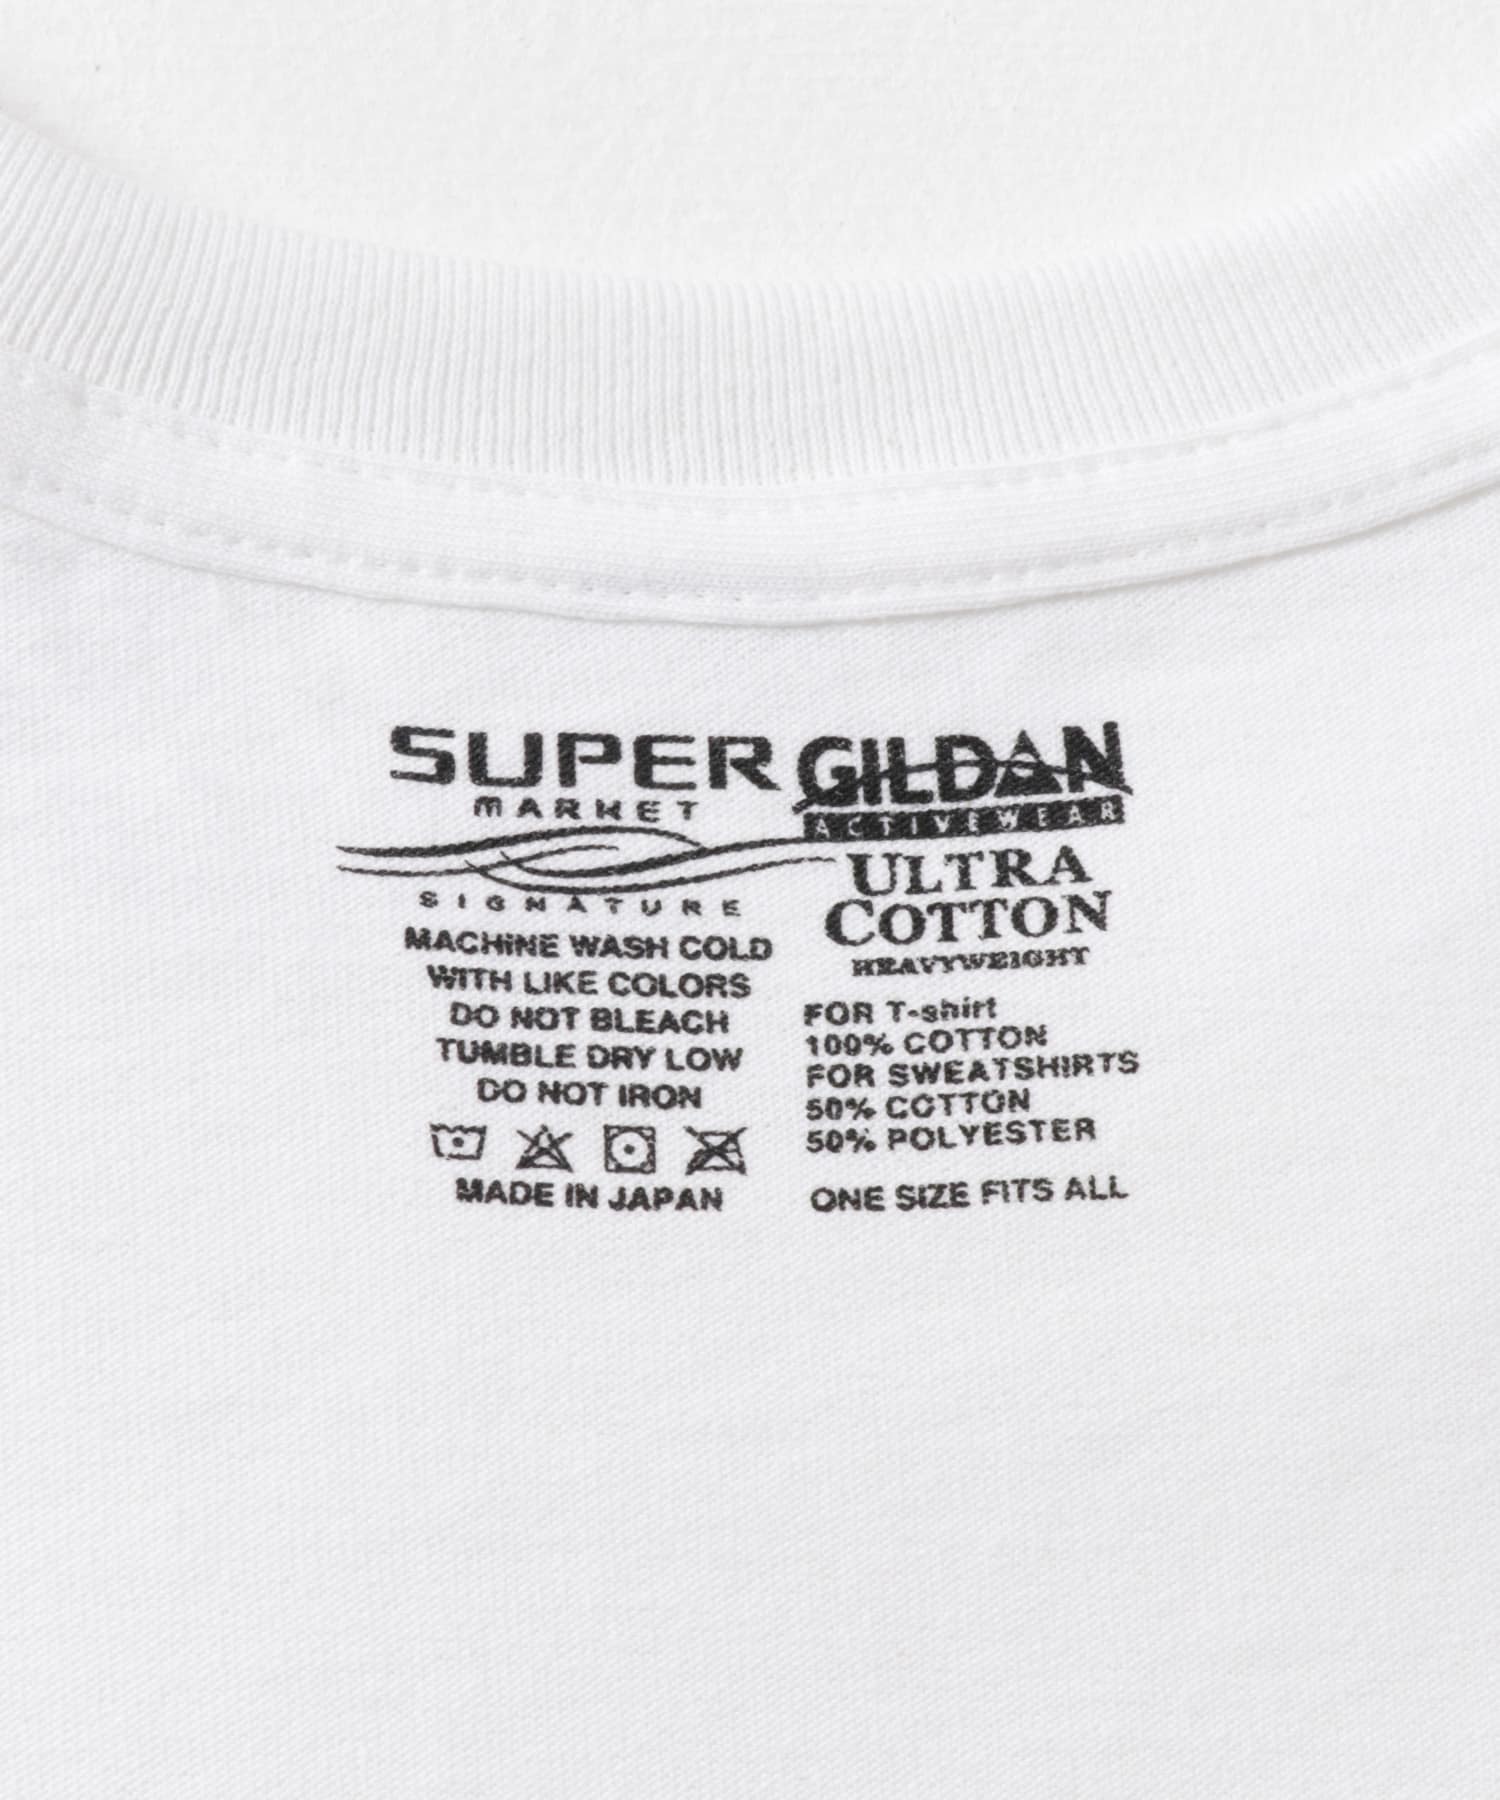 SUPER
MARKET
SIGNATURE
MACHINE WASH COLD
WITH LIKE COLORS
DO NOT BLEACH
TUMBLE DRY LOW
DO NOT IRON
MADE IN JAPAN
GILDAN
ACTIVEWEAR
ULTRA
COTTON
HEAVYWEIGHT
FOR T-shirt
100% COTTON
FOR SWEATSHIRTS
50% COTTON
50% POLYESTER
ONE SIZE FITS ALL